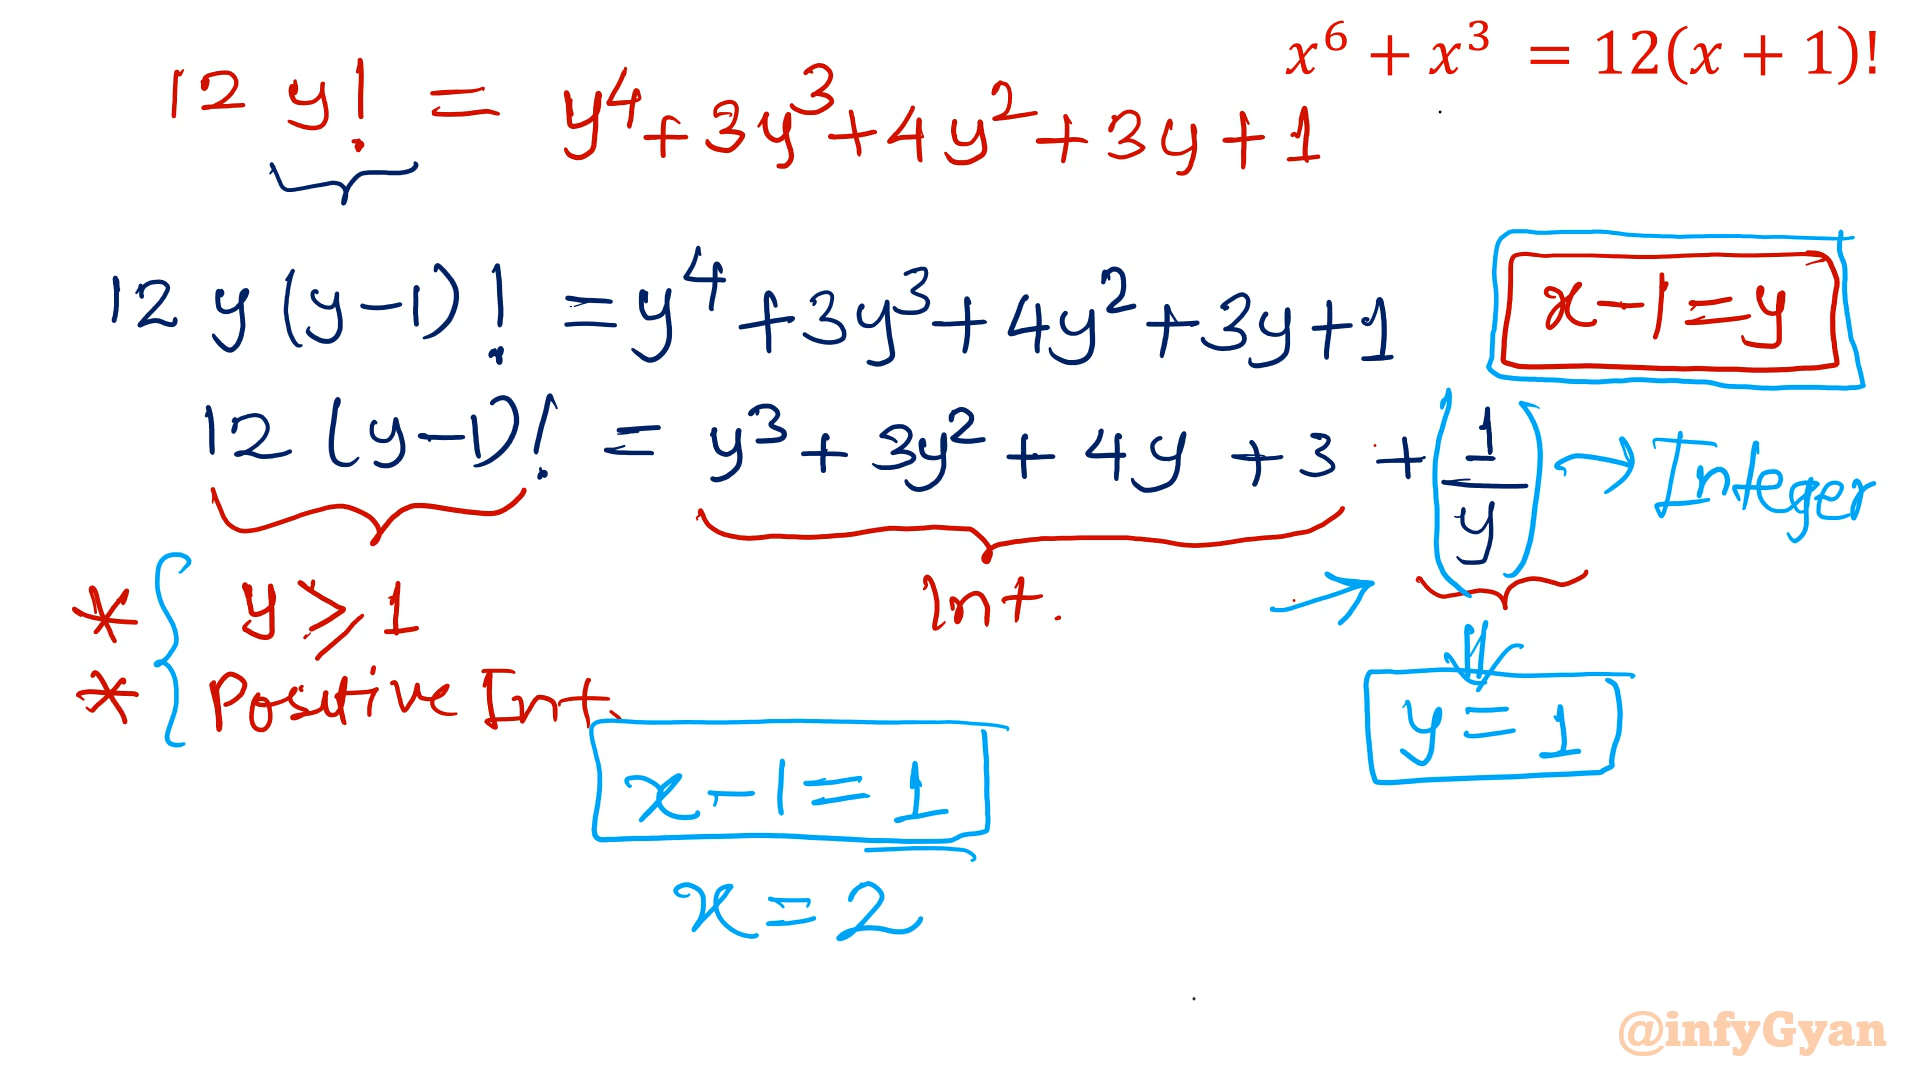 x⁶ + x³ = 12(x + 1)!
12 y! = y⁴ + 3y³ + 4y² + 3y + 1
12 y (y-1)! = y⁴ + 3y³ + 4y² + 3y + 1
x - 1 = y
12 (y-1)! = y³ + 3y² + 4y + 3 + (1/y) → Integer
* y ⩾ 1
Int.
* Positive Int.
y = 1
x - 1 = 1
x = 2
@infyGyan